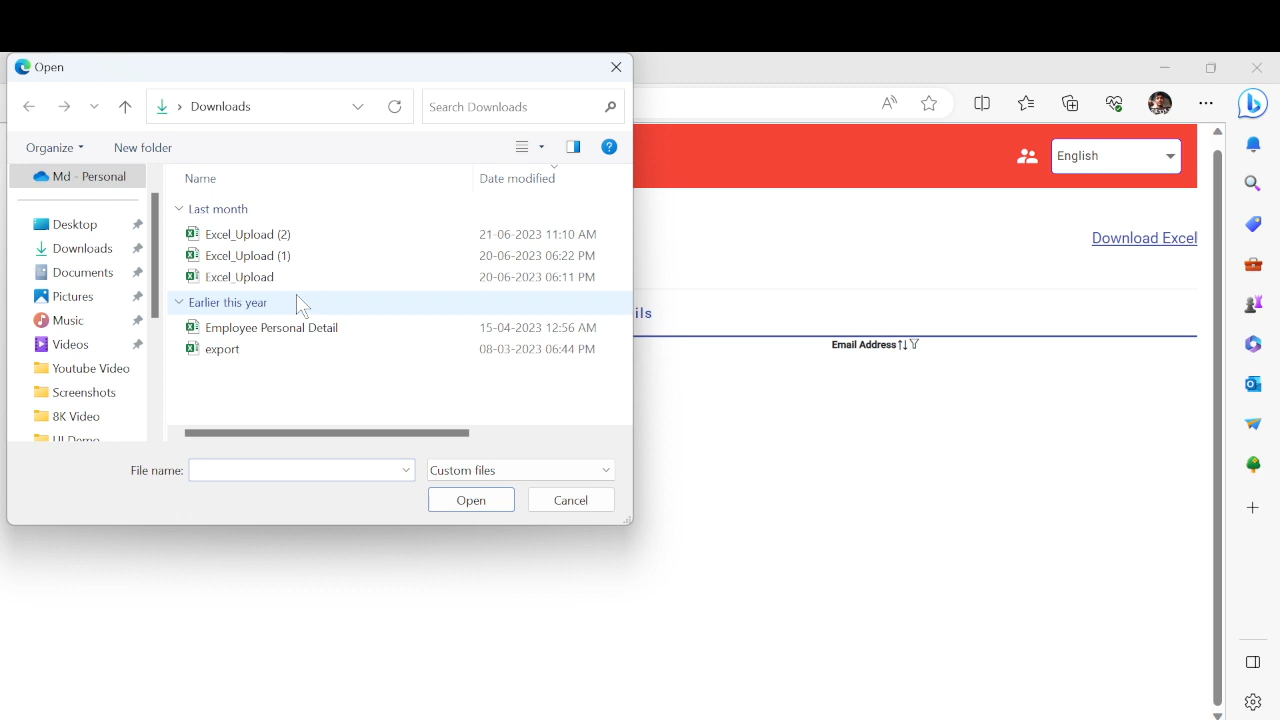 Open
Downloads
Search Downloads
Organize
New folder
English
Md - Personal
Name
Date modified
Desktop
Downloads
Documents
Pictures
Music
Videos
Youtube Video
Screenshots
8K Video
UI Demo
Last month
Excel_Upload (2) 21-06-2023 11:10 AM
Excel_Upload (1) 20-06-2023 06:22 PM
Excel_Upload 20-06-2023 06:11 PM
Earlier this year
Employee Personal Detail 15-04-2023 12:56 AM
export 08-03-2023 06:44 PM
File name:
Custom files
Open
Cancel
Download Excel
ils
Email Address